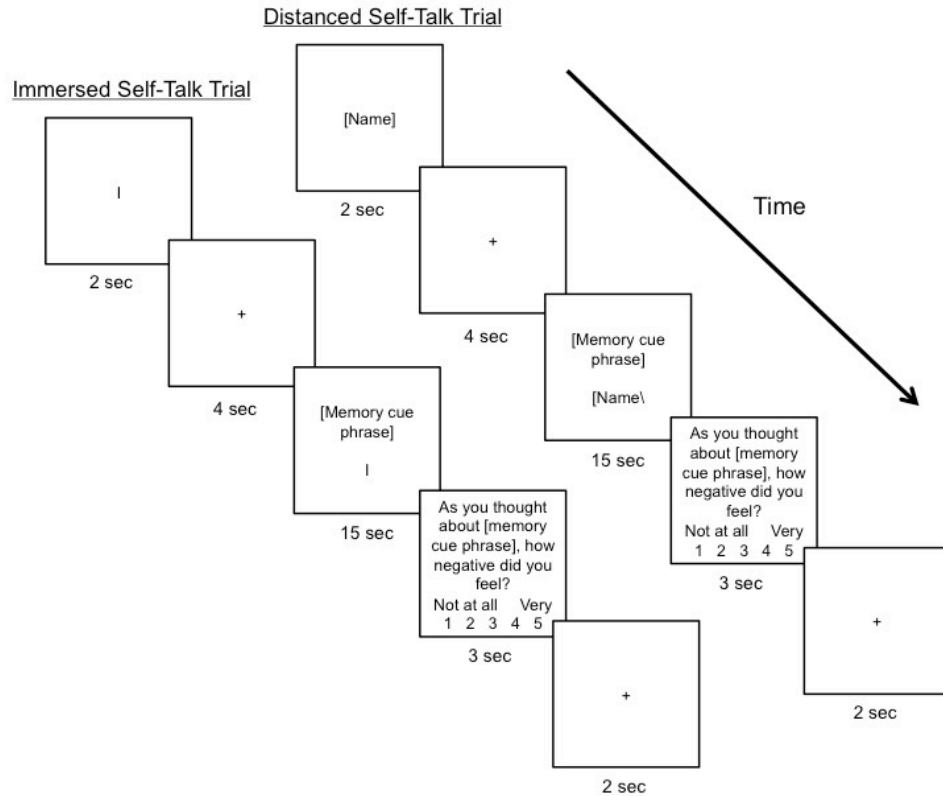 Distanced Self-Talk Trial
Immersed Self-Talk Trial
[Name]
2 sec
Time
I
2 sec
+
4 sec
+
4 sec
[Memory cue
phrase]
[Name\
15 sec
[Memory cue
phrase]
I
15 sec
As you thought
about [memory
cue phrase], how
negative did you
feel?
Not at all Very
1 2 3 4 5
3 sec
As you thought
about [memory
cue phrase], how
negative did you
feel?
Not at all Very
1 2 3 4 5
3 sec
+
2 sec
+
2 sec